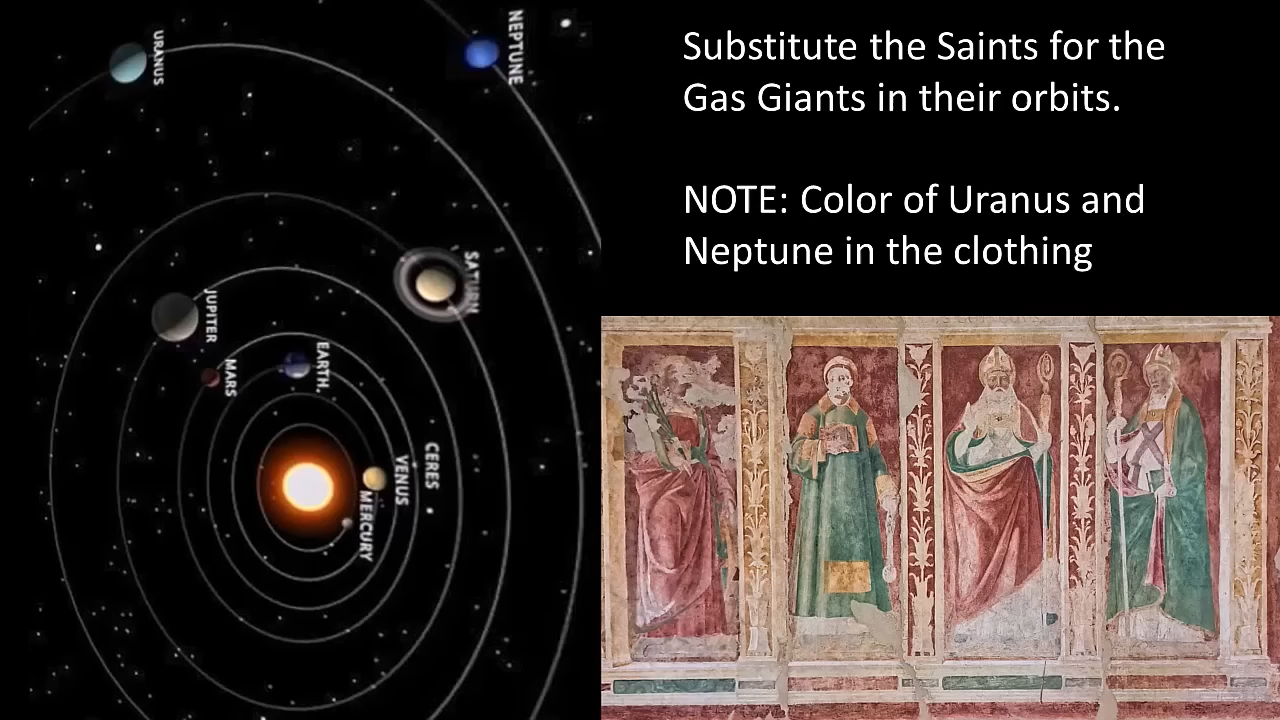 URANUS
NEPTUNE
SATURN
JUPITER
MARS
EARTH
CERES
VENUS
MERCURY
Substitute the Saints for the
Gas Giants in their orbits.
NOTE: Color of Uranus and
Neptune in the clothing